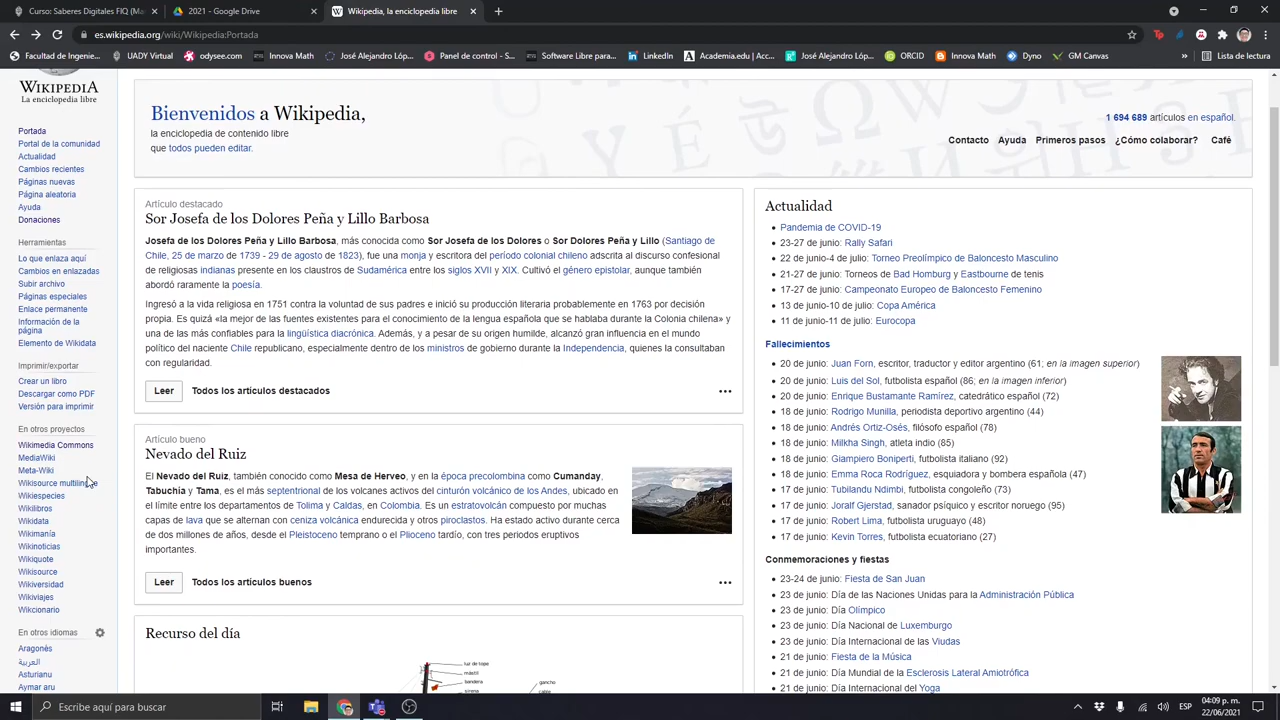 Curso: Saberes Digitales FIQ (Ma
WIKIPEDI
es.wikipedia.org/wiki/Wikipedia:Portada
Facultad de Ingenie...
UADY Virtual
odysee.com/
Innova Math
José Alejandro Ló...
Panel de control - S...
Software Libre par...
LinkedIn
Academia.edu | Acc...
José Alejandro Lóp...
ORCID
Innova Math
Dyno
GM Canvas
»
Lista de lectura
WIKIPEDIA
La enciclopedia libre
Portada
Portal de la comunidad
Actualidad
Cambios recientes
Páginas nuevas
Página aleatoria
Ayuda
Donaciones
Herramientas
Lo que enlaza aquí
Cambios en enlazadas
Subir archivo
Páginas especiales
Enlace permanente
Información de la
página
Elemento de Wikidata
Imprimir/exportar
Crear un libro
Descargar como PDF
Versión para imprimir
En otros proyectos
Wikimedia Commons
MediaWiki
Meta-Wiki
Wikisource multilingüe
Wikiespecies
Wikilibros
Wikidata
Wikimanía
Wikinoticias
Wikiquote
Wikisource
Wikiversidad
Wikiviajes
Wikcionario
En otros idiomas
Aragonés
العربية
Asturianu
Aymar aru
Bienvenidos a Wikipedia,
la enciclopedia de contenido libre
que todos pueden editar.
1 694 689 artículos en español.
Contacto Ayuda Primeros pasos ¿Cómo colaborar? Café
Artículo destacado
Sor Josefa de los Dolores Peña y Lillo Barbosa
Josefa de los Dolores Peña y Lillo Barbosa, más conocida como Sor Josefa de los Dolores o Sor Dolores Peña y Lillo (Santiago de
Chile, 25 de marzo de 1739 - 29 de agosto de 1823), fue una monja y escritora del período colonial chileno adscrita al discurso confesional
de religiosas indianas presente en los claustros de Sudamérica entre los siglos XVII y XIX. Cultivó el género epistolar, aunque también
abordó raramente la poesía.
Ingresó a la vida religiosa en 1751 contra la voluntad de sus padres e inició su producción literaria probablemente en 1763 por decisión
propia. Es quizá «la mejor de las fuentes existentes para el conocimiento de la lengua española que se hablaba durante la Colonia chilena» y
una de las más confiables para la lingüística diacrónica. Además, y a pesar de su origen humilde, alcanzó gran influencia en el mundo
político del naciente Chile republicano, especialmente dentro de los ministros de gobierno durante la Independencia, quienes la consultaban
con regularidad.
Leer Todos los artículos destacados
Artículo bueno
Nevado del Ruiz
El Nevado del Ruiz, también conocido como Mesa de Herveo, y en la época precolombina como Cumanday,
Tabuchía y Tama, es el más septentrional de los volcanes activos del cinturón volcánico de los Andes, ubicado en
el límite entre los departamentos de Tolima y Caldas, en Colombia. Es un estratovolcán compuesto por muchas
capas de lava que se alternan con ceniza volcánica endurecida y otros piroclastos. Ha estado activo durante cerca
de dos millones de años, desde el Pleistoceno temprano o el Plioceno tardío, con tres periodos eruptivos
importantes.
Leer Todos los artículos buenos
Recurso del día
luz de tope
mástil
bandera
sirena
gancho
cable
Actualidad
Pandemia de COVID-19
23-27 de junio: Rally Safari
22 de junio-4 de julio: Torneo Preolímpico de Baloncesto Masculino
21-27 de junio: Torneos de Bad Homburg y Eastbourne de tenis
17-27 de junio: Campeonato Europeo de Baloncesto Femenino
13 de junio-10 de julio: Copa América
11 de junio-11 de julio: Eurocopa
Fallecimientos
20 de junio: Juan Forn, escritor, traductor y editor argentino (61; en la imagen superior)
20 de junio: Luis del Sol, futbolista español (86; en la imagen inferior)
20 de junio: Enrique Bustamante Ramírez, catedrático español (72)
18 de junio: Rodrigo Munilla, periodista deportivo argentino (44)
18 de junio: Andrés Ortiz-Osés, filósofo español (78)
18 de junio: Milkha Singh, atleta indio (85)
18 de junio: Giampiero Boniperti, futbolista italiano (92)
18 de junio: Emma Roca Rodríguez, esquiadora y bombera española (47)
17 de junio: Tubilandu Ndimbi, futbolista congoleño (73)
17 de junio: Joralf Gjerstad, sanador psíquico y escritor noruego (95)
17 de junio: Robert Lima, futbolista uruguayo (48)
17 de junio: Kevin Torres, futbolista ecuatoriano (27)
Conmemoraciones y fiestas
23-24 de junio: Fiesta de San Juan
23 de junio: Día de las Naciones Unidas para la Administración Pública
23 de junio: Día Olímpico
23 de junio: Día Nacional de Luxemburgo
23 de junio: Día Internacional de las Viudas
21 de junio: Fiesta de la Música
21 de junio: Día Mundial de la Esclerosis Lateral Amiotrófica
21 de junio: Día Internacional del Yoga
Escribe aquí para buscar
ESP
04:09 p. m.
22/06/2021